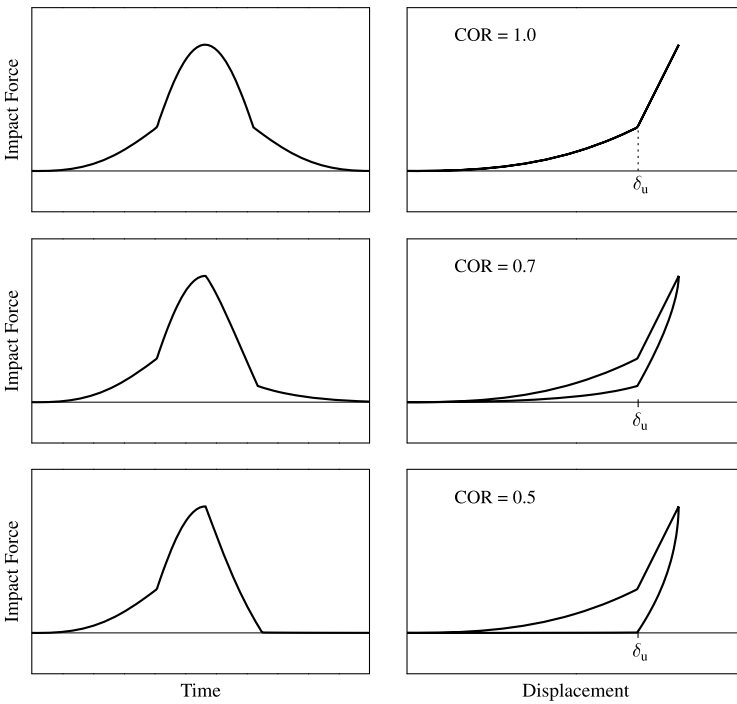 Impact Force
COR = 1.0
δu
Impact Force
COR = 0.7
δu
Impact Force
COR = 0.5
δu
Time
Displacement